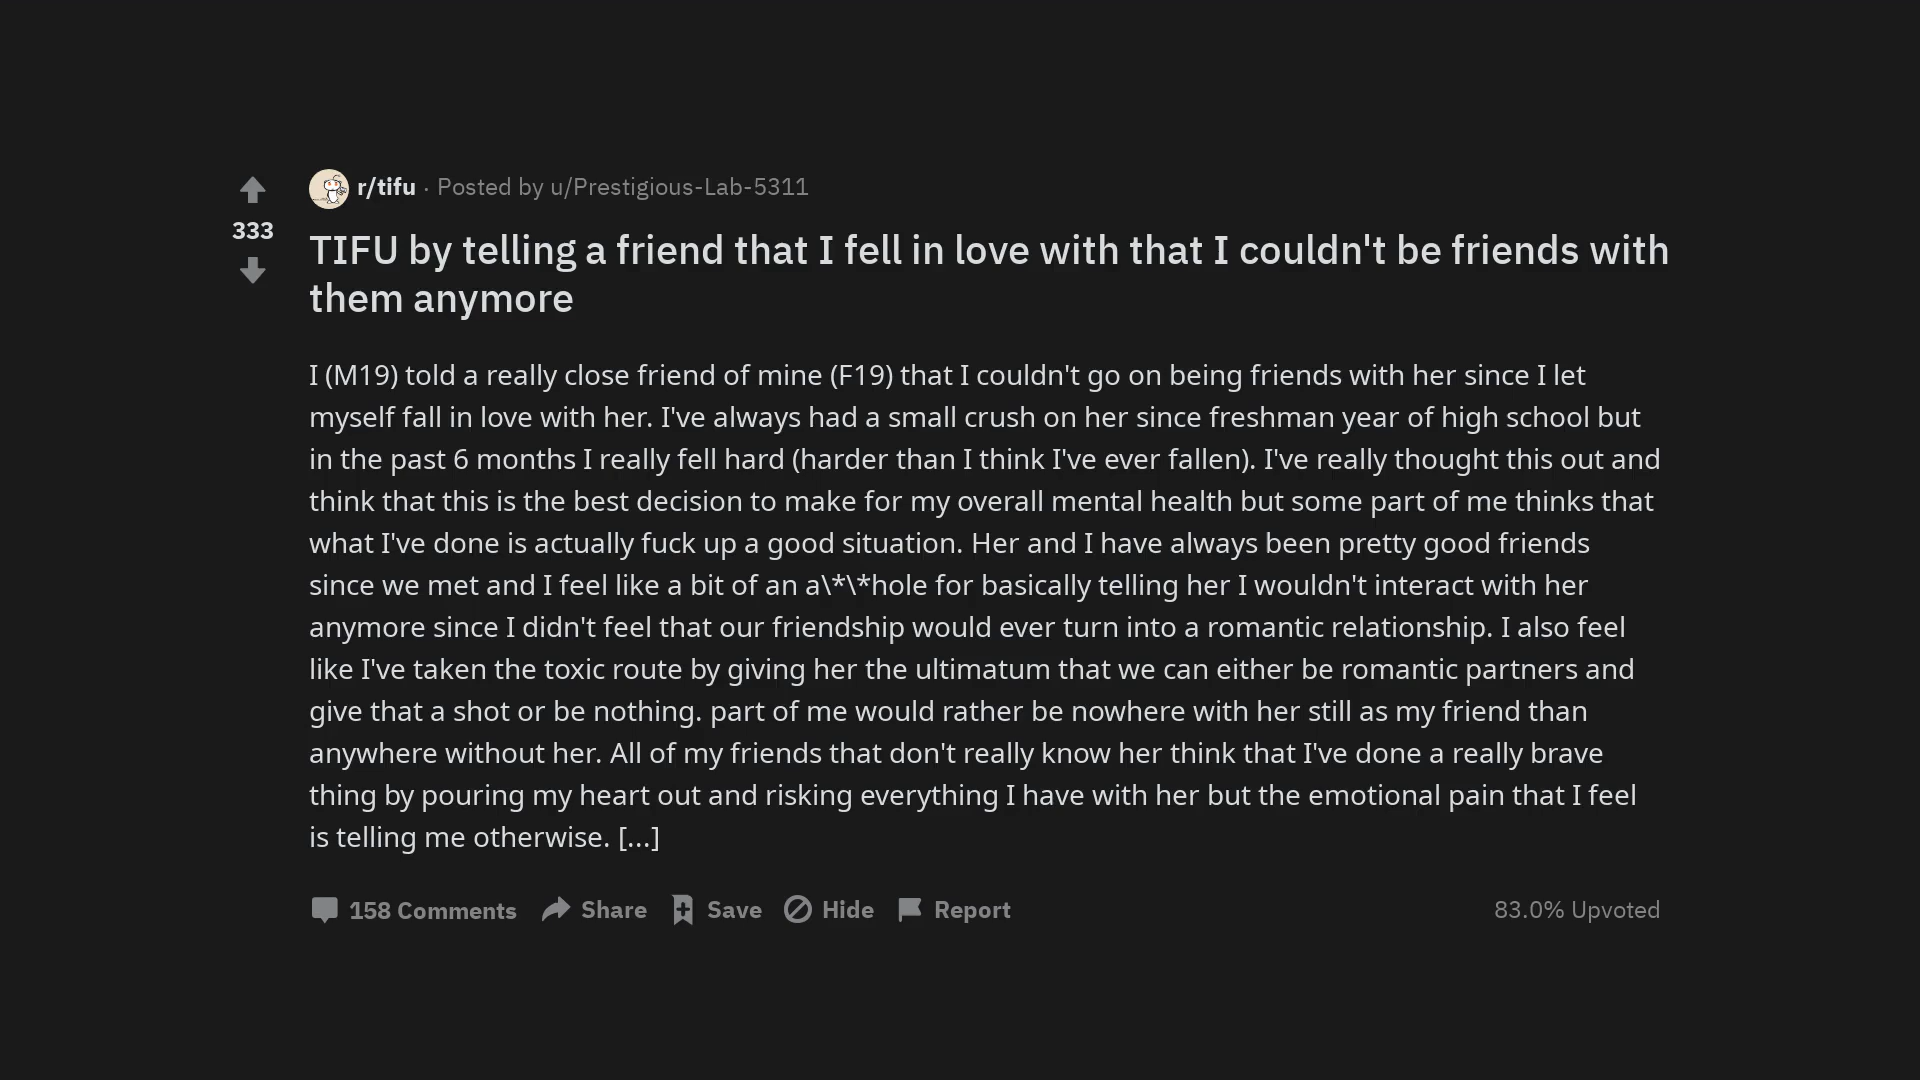 r/tifu · Posted by u/Prestigious-Lab-5311
333
TIFU by telling a friend that I fell in love with that I couldn't be friends with
them anymore
I (M19) told a really close friend of mine (F19) that I couldn't go on being friends with her since I let
myself fall in love with her. I've always had a small crush on her since freshman year of high school but
in the past 6 months I really fell hard (harder than I think I've ever fallen). I've really thought this out and
think that this is the best decision to make for my overall mental health but some part of me thinks that
what I've done is actually fuck up a good situation. Her and I have always been pretty good friends
since we met and I feel like a bit of an a\*\*hole for basically telling her I wouldn't interact with her
anymore since I didn't feel that our friendship would ever turn into a romantic relationship. I also feel
like I've taken the toxic route by giving her the ultimatum that we can either be romantic partners and
give that a shot or be nothing. part of me would rather be nowhere with her still as my friend than
anywhere without her. All of my friends that don't really know her think that I've done a really brave
thing by pouring my heart out and risking everything I have with her but the emotional pain that I feel
is telling me otherwise. [...]
158 Comments Share Save Hide Report 83.0% Upvoted